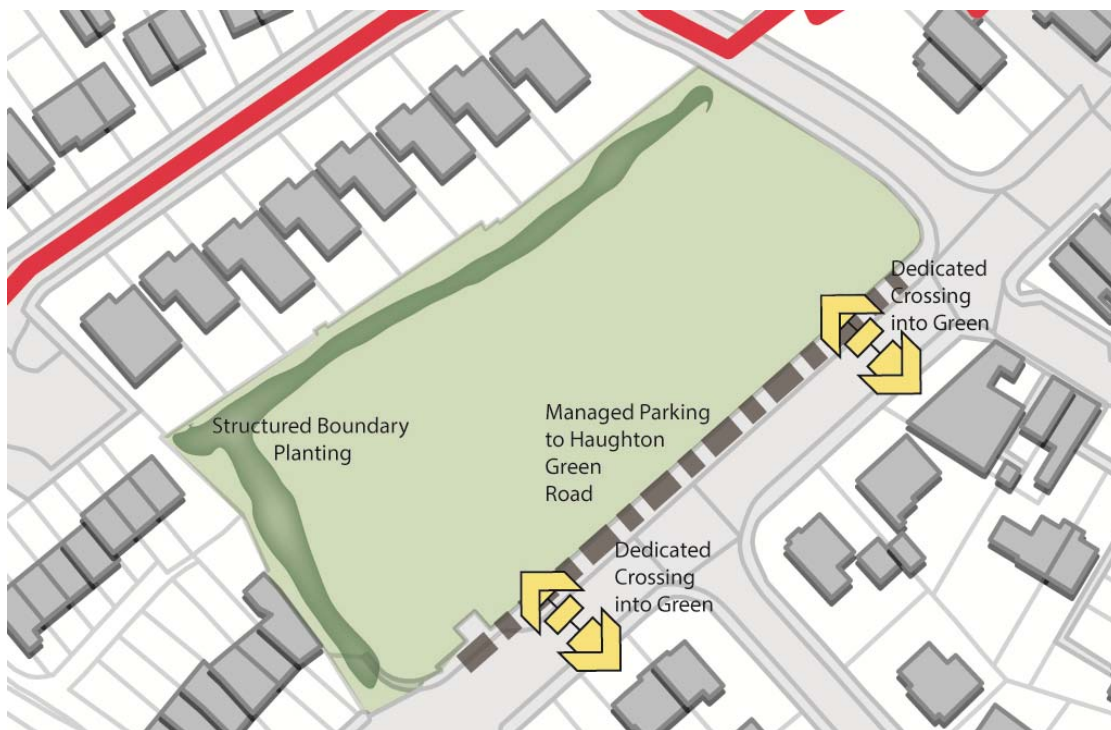 Dedicated
Crossing
into Green
Structured Boundary
Planting
Managed Parking
to Haughton
Green
Road
Dedicated
Crossing
into Green